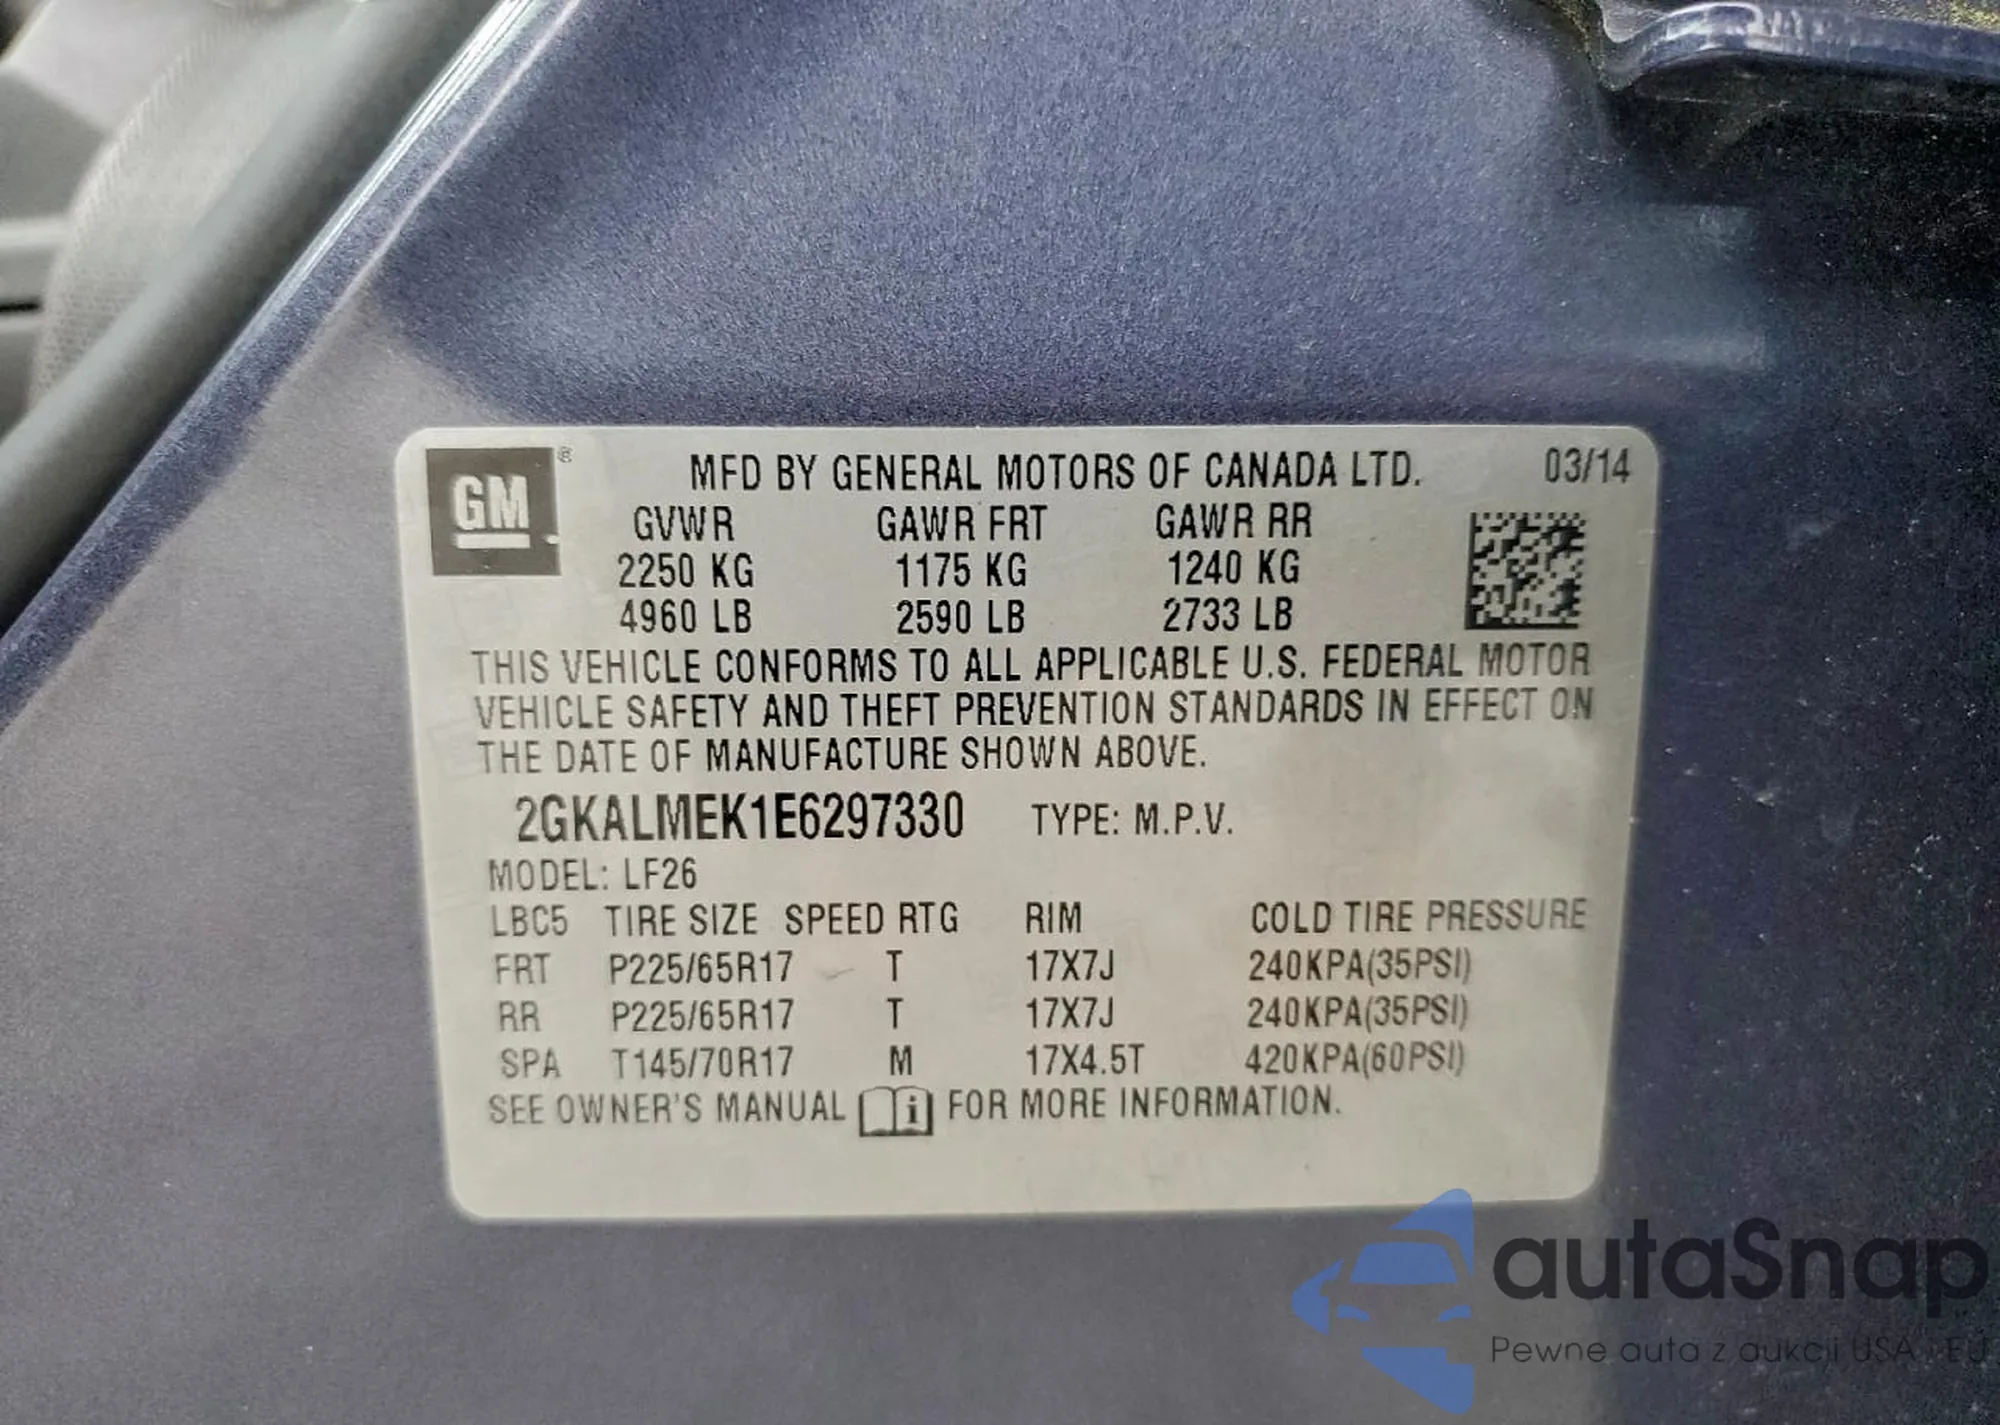 GM ® MFD BY GENERAL MOTORS OF CANADA LTD. 03/14
GVWR GAWR FRT GAWR RR
2250 KG 1175 KG 1240 KG
4960 LB 2590 LB 2733 LB
THIS VEHICLE CONFORMS TO ALL APPLICABLE U.S. FEDERAL MOTOR
VEHICLE SAFETY AND THEFT PREVENTION STANDARDS IN EFFECT ON
THE DATE OF MANUFACTURE SHOWN ABOVE.
2GKALMEK1E6297330 TYPE: M.P.V.
MODEL: LF26
LBC5 TIRE SIZE SPEED RTG RIM COLD TIRE PRESSURE
FRT P225/65R17 T 17X7J 240KPA(35PSI)
RR P225/65R17 T 17X7J 240KPA(35PSI)
SPA T145/70R17 M 17X4.5T 420KPA(60PSI)
SEE OWNER'S MANUAL i FOR MORE INFORMATION.
autaSnap
Pewne auta z aukcji USA i EU